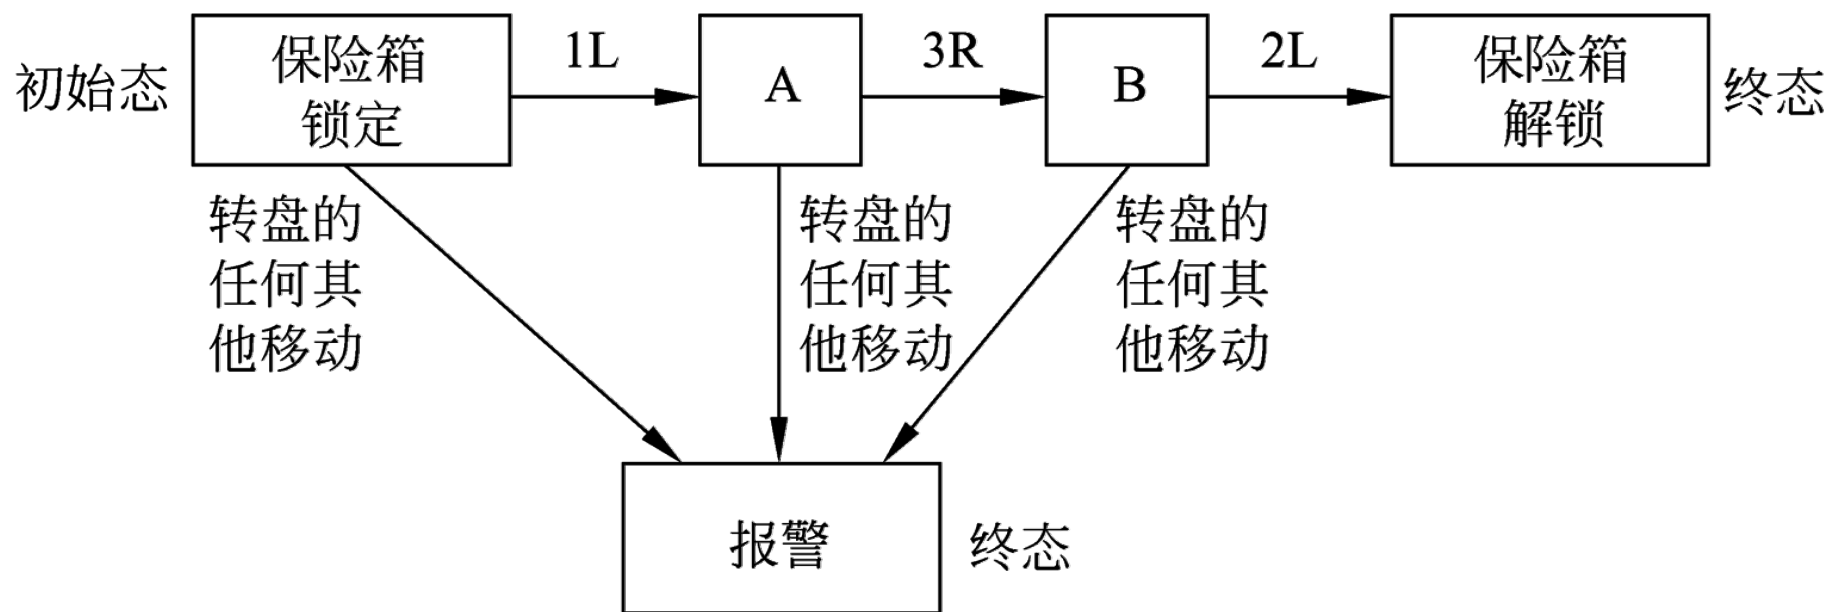 初始态
保险箱
锁定
1L
A
3R
B
2L
保险箱
解锁
终态
转盘的
任何其
他移动
转盘的
任何其
他移动
转盘的
任何其
他移动
报警
终态